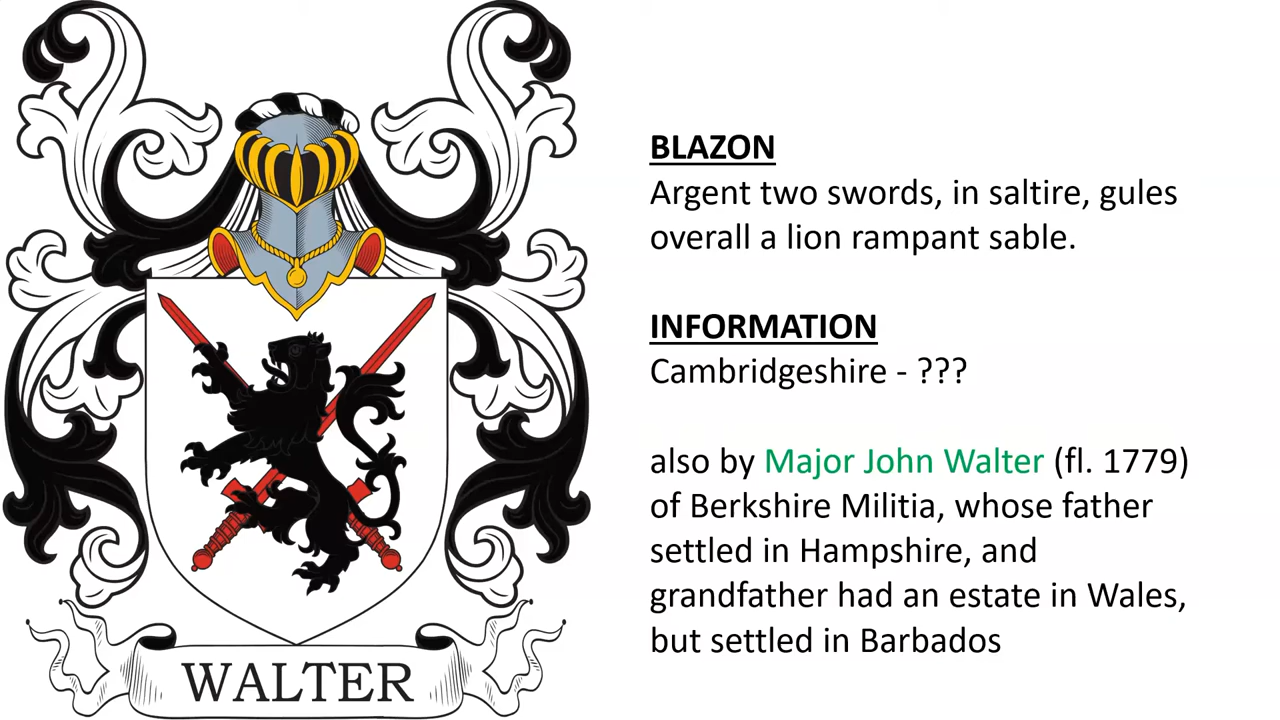 BLAZON
Argent two swords, in saltire, gules
overall a lion rampant sable.
INFORMATION
Cambridgeshire - ???
also by Major John Walter (fl. 1779)
of Berkshire Militia, whose father
settled in Hampshire, and
grandfather had an estate in Wales,
but settled in Barbados
WALTER